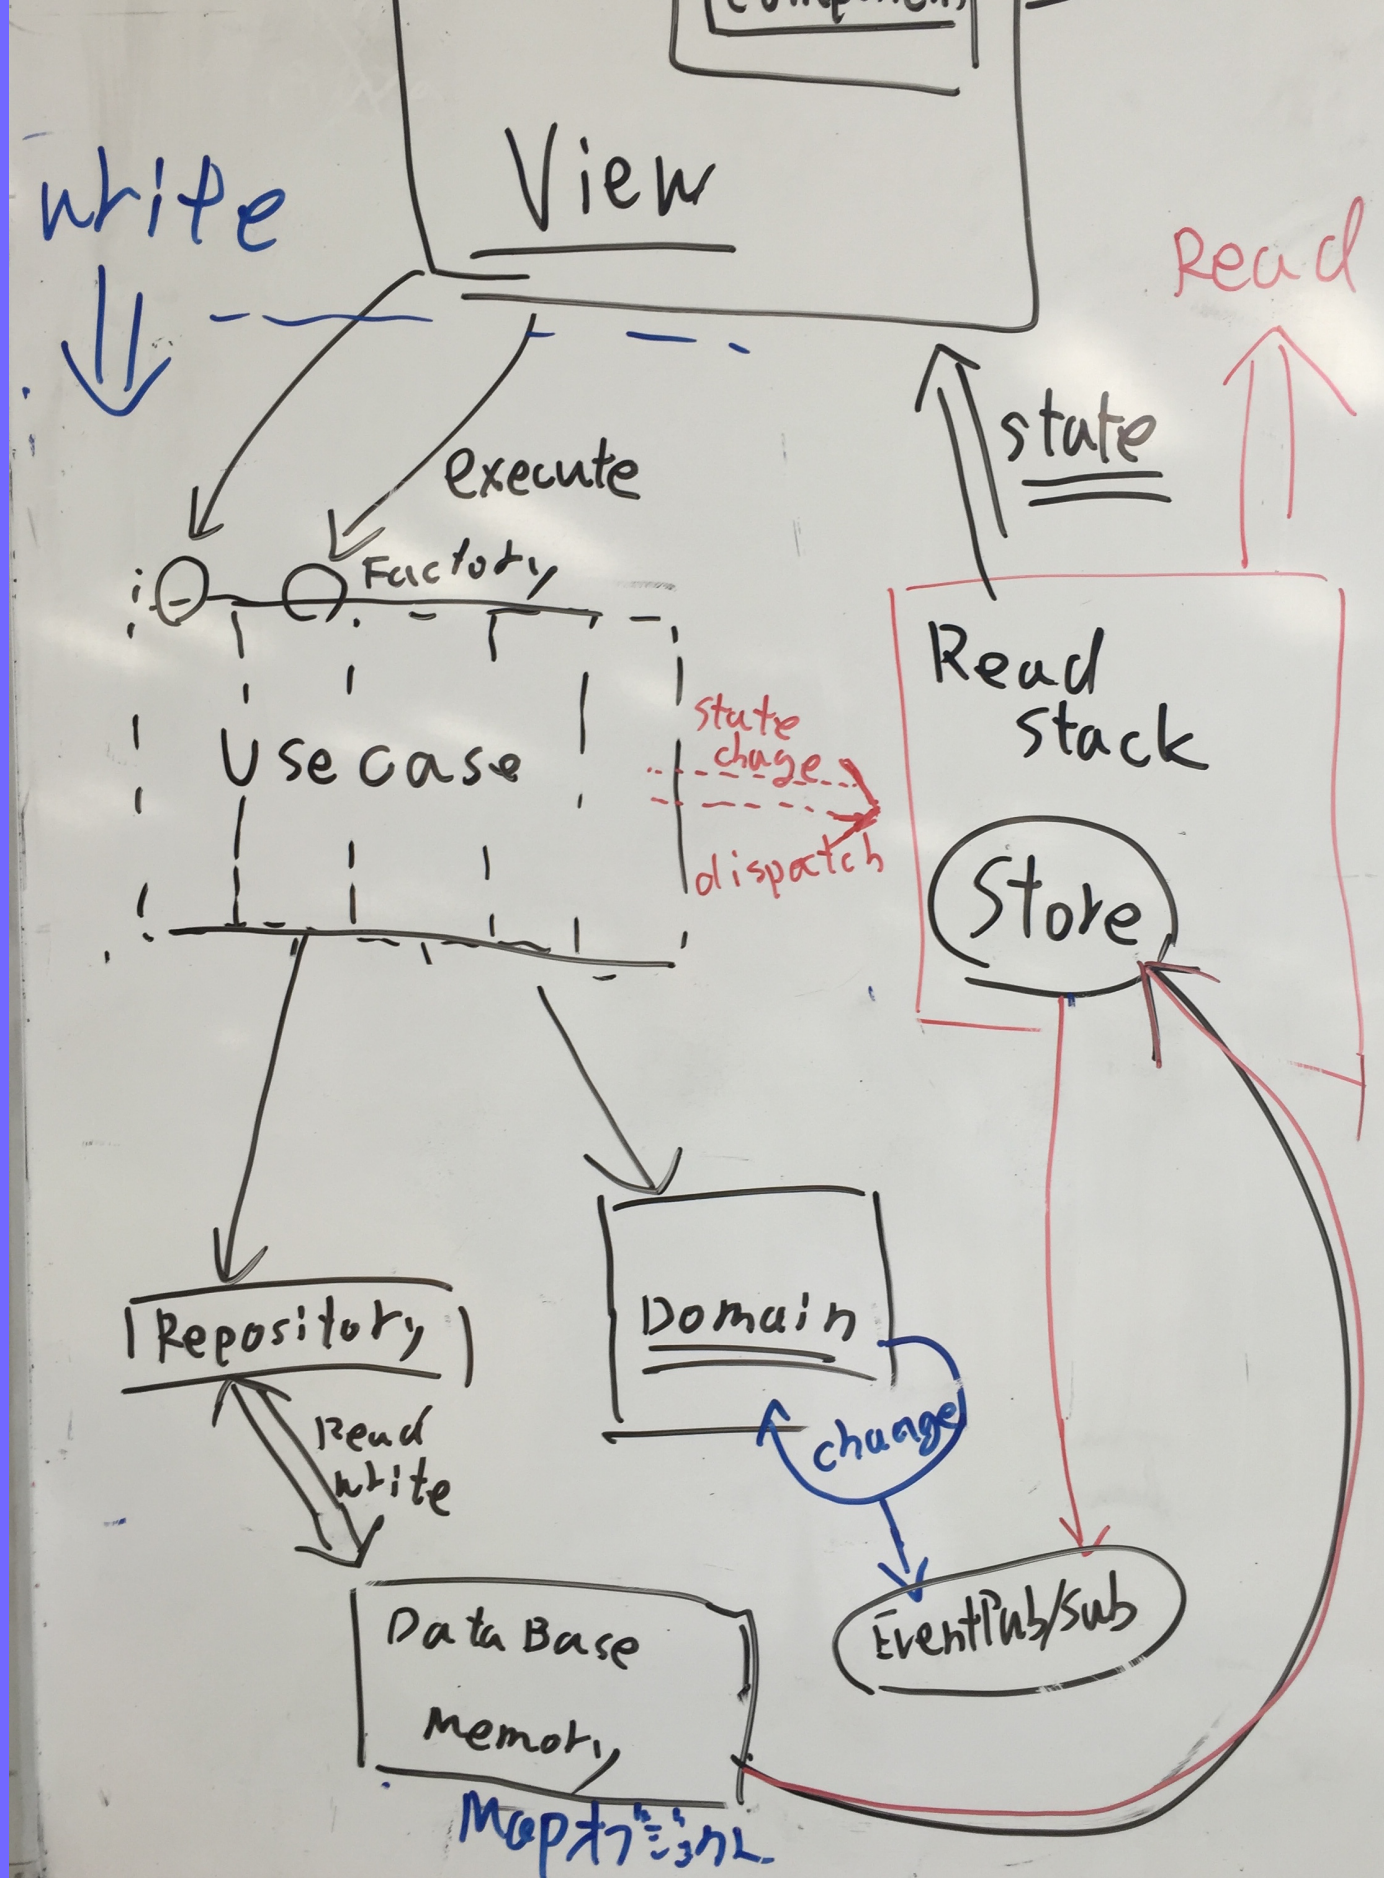 View
write
Read
state
execute
Factory
Read
stack
Usecase
state
chage
dispatch
Store
Domain
Repository
change
Read
write
EventPub/sub
DataBase
Memory
Mapオブジェクト